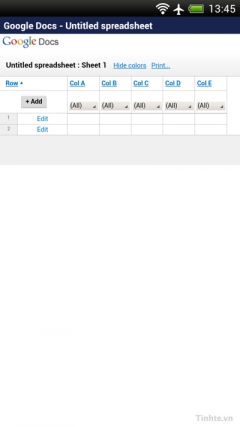 13:45
Google Docs - Untitled spreadsheet
Google Docs
Untitled spreadsheet : Sheet 1 Hide colors Print...
Row Col A Col B Col C Col D Col E
+ Add (All) (All) (All) (All) (All)
1 Edit
2 Edit
Tinhte.vn